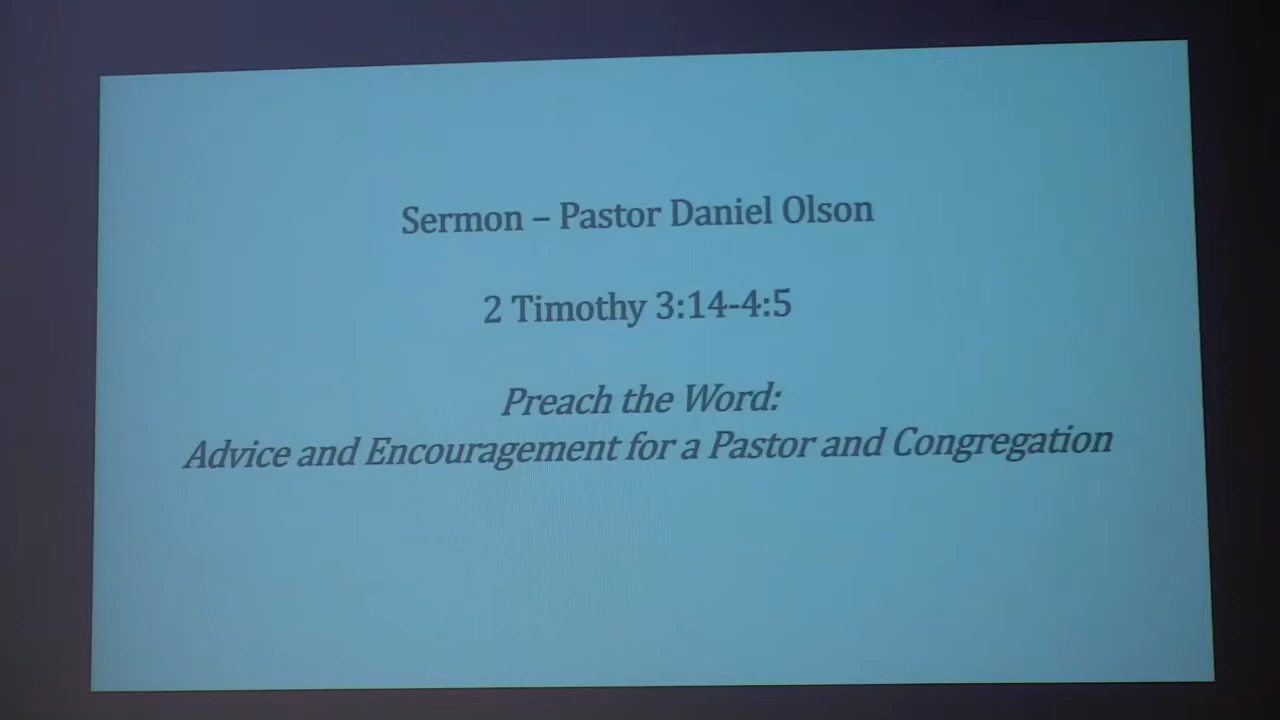 Sermon – Pastor Daniel Olson
2 Timothy 3:14-4:5
Preach the Word:
Advice and Encouragement for a Pastor and Congregation